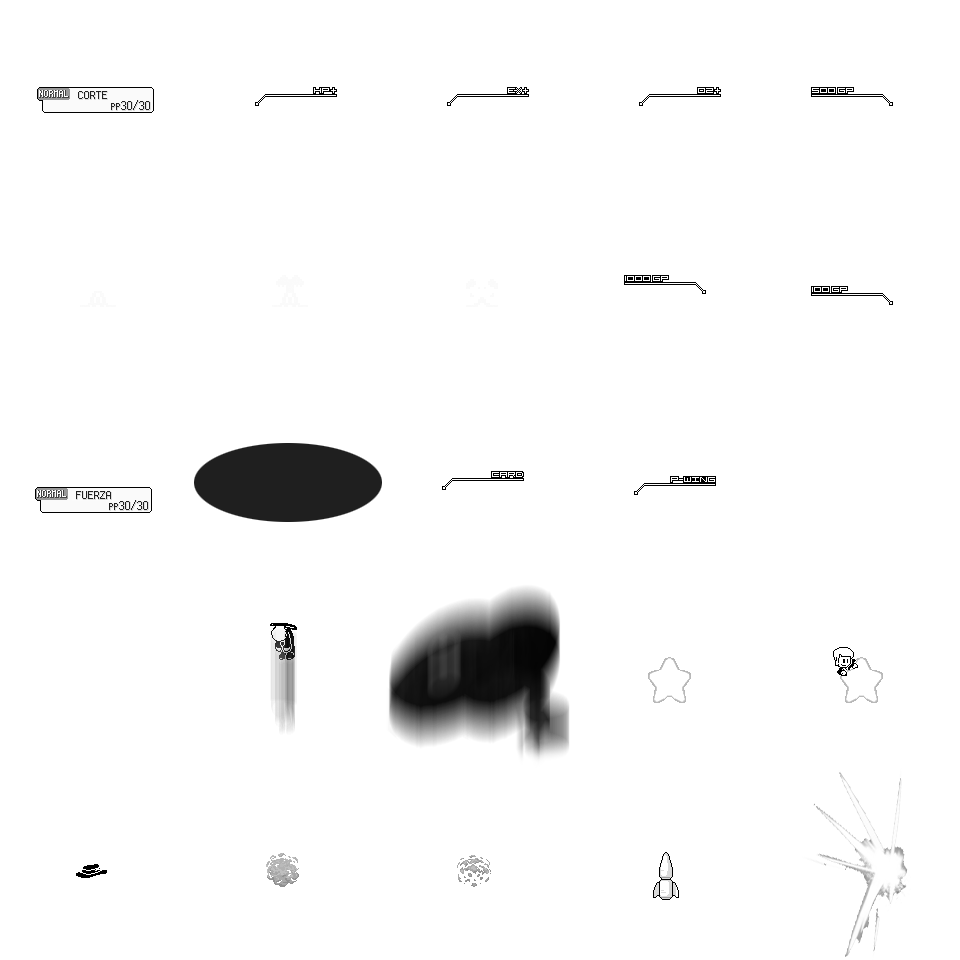 NORMAL CORTE
PP30/30
HP+
EX+
O2+
500GP
1000GP
100GP
NORMAL FUERZA
PP30/30
CARD
P-WING